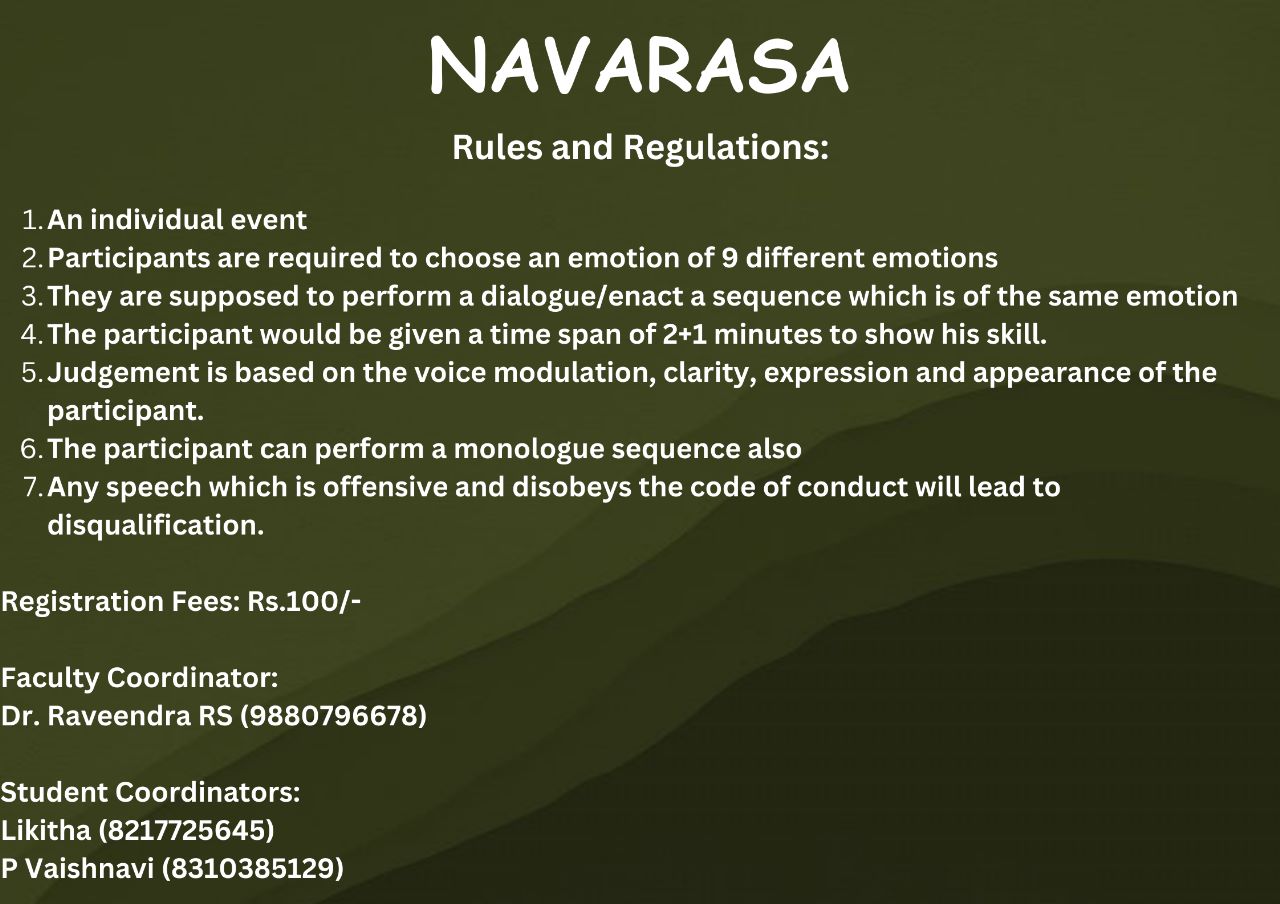 NAVARASA
Rules and Regulations:
1. An individual event
2. Participants are required to choose an emotion of 9 different emotions
3. They are supposed to perform a dialogue/enact a sequence which is of the same emotion
4. The participant would be given a time span of 2+1 minutes to show his skill.
5. Judgement is based on the voice modulation, clarity, expression and appearance of the
participant.
6. The participant can perform a monologue sequence also
7. Any speech which is offensive and disobeys the code of conduct will lead to
disqualification.
Registration Fees: Rs.100/-
Faculty Coordinator:
Dr. Raveendra RS (9880796678)
Student Coordinators:
Likitha (8217725645)
P Vaishnavi (8310385129)